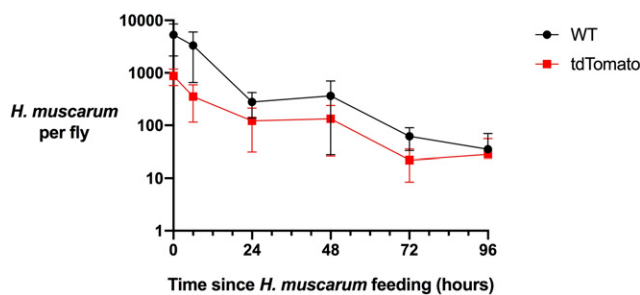 10000
1000
100
10
1
H. muscarum
per fly
0
24
48
72
96
Time since H. muscarum feeding (hours)
WT
tdTomato